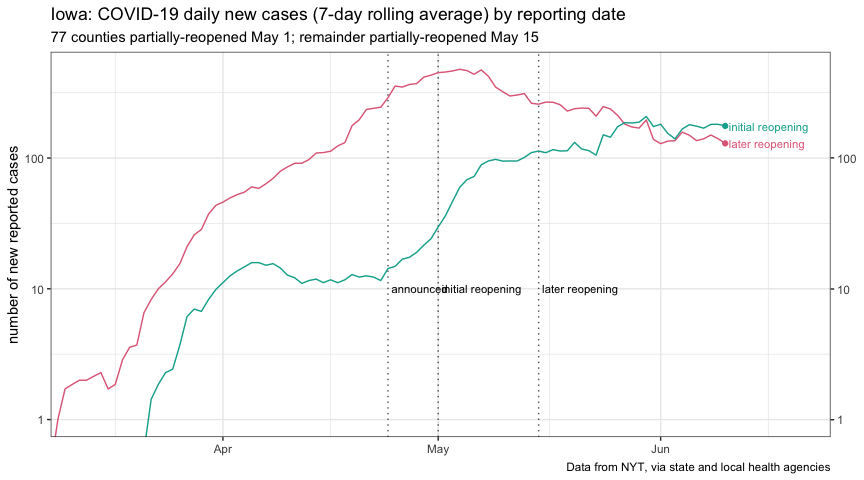 Iowa: COVID-19 daily new cases (7-day rolling average) by reporting date
77 counties partially-reopened May 1; remainder partially-reopened May 15
number of new reported cases
100
10
1
100
10
1
initial reopening
later reopening
announced
initial reopening
later reopening
Apr
May
Jun
Data from NYT, via state and local health agencies